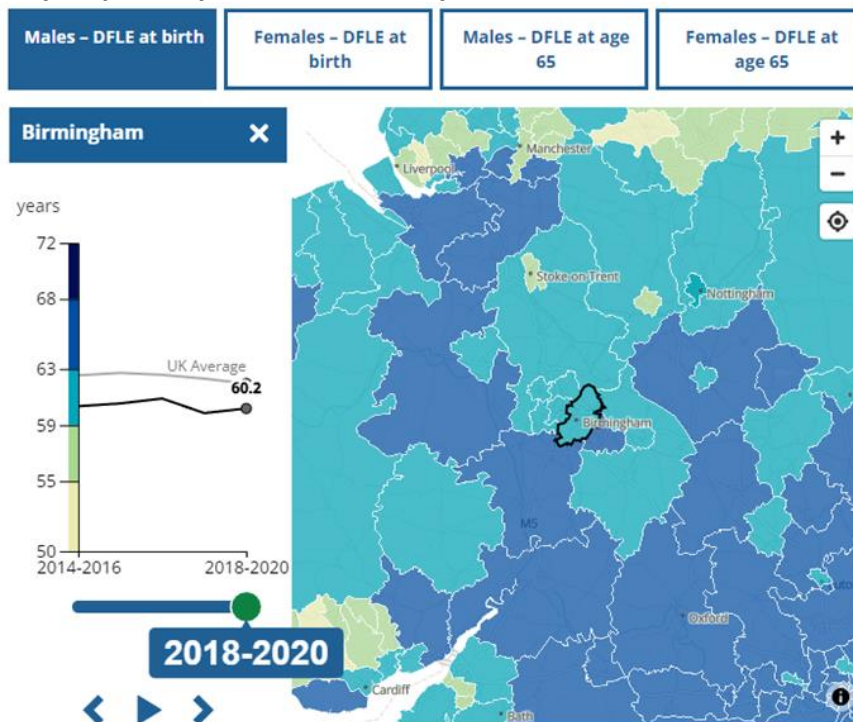 Males – DFLE at birth
Females – DFLE at
birth
Males – DFLE at age
65
Females – DFLE at
age 65
Birmingham ×
years
72
68
63
59
55
50
UK Average
60.2
2014-2016
2018-2020
2018-2020
+
−
Manchester
Liverpool
Stoke on Trent
Nottingham
Birmingham
M5
Oxford
Cardiff
Bath
i